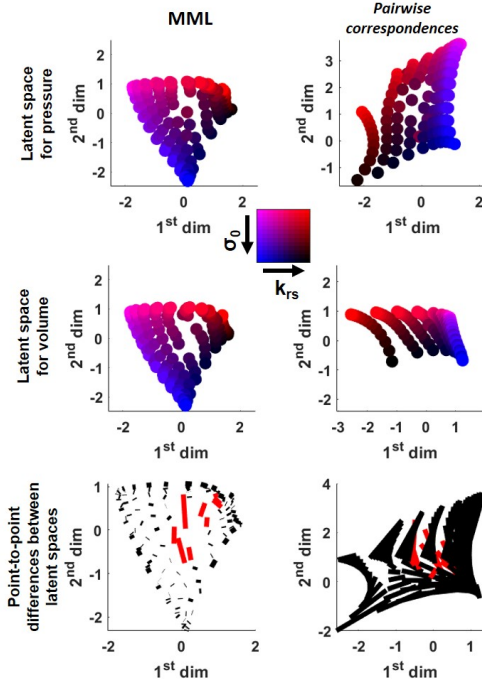 MML
Pairwise
correspondences
Latent space
for pressure
2nd dim
2
1
0
-1
-2
-2
0
2
1st dim
2nd dim
3
2
1
0
-1
-2
0
1st dim
σ0
krs
Latent space
for volume
2nd dim
2
1
0
-1
-2
-2
0
2
1st dim
2nd dim
2
1
0
-1
-2
-3
-2
-1
0
1
1st dim
Point-to-point
differences between
latent spaces
2nd dim
1
0
-1
-2
-2
0
2
1st dim
2nd dim
4
2
0
-2
-2
-1
0
1
1st dim